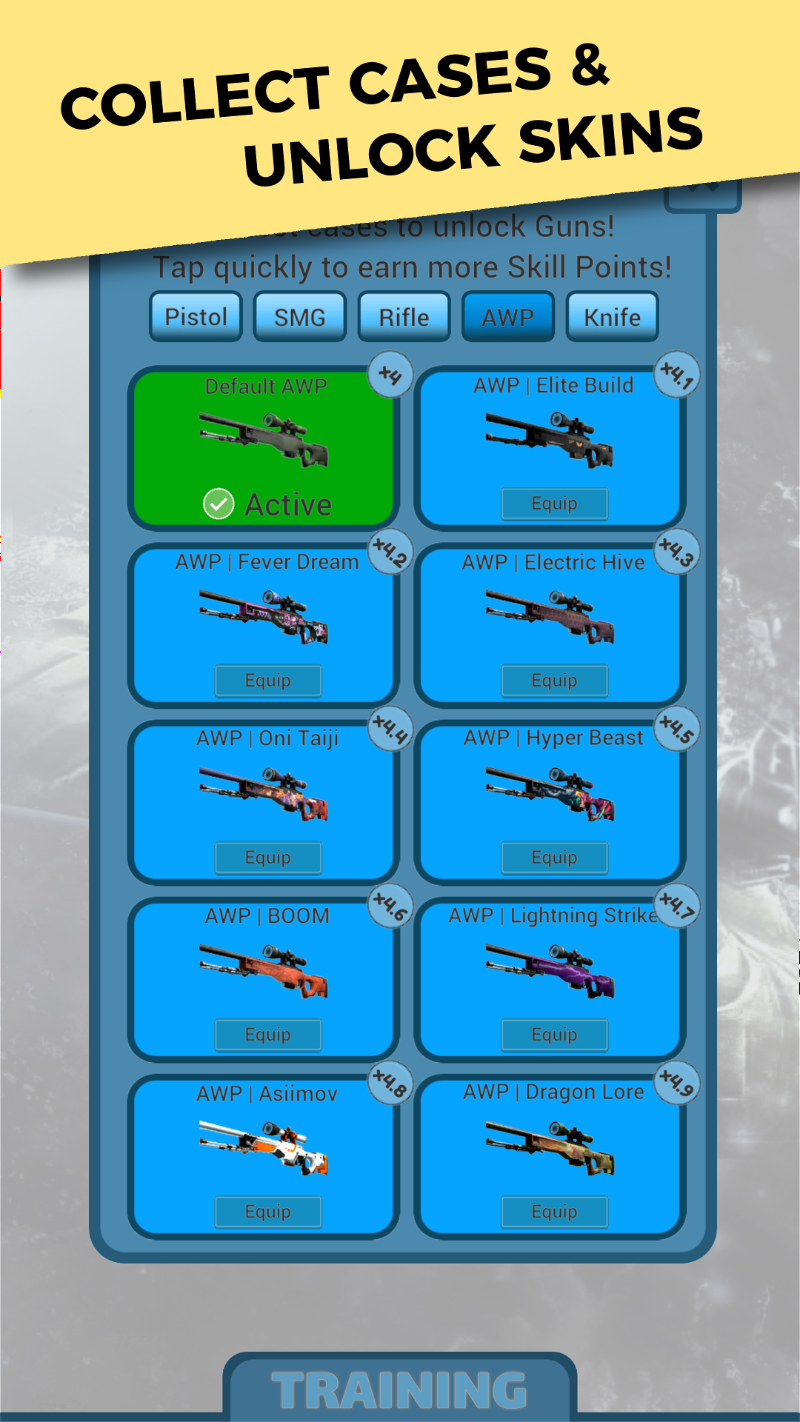 COLLECT CASES &
UNLOCK SKINS
cases to unlock Guns!
Tap quickly to earn more Skill Points!
Pistol SMG Rifle AWP Knife
Default AWP x4 AWP | Elite Build x4.1
Active Equip
AWP | Fever Dream x4.2 AWP | Electric Hive x4.3
Equip Equip
AWP | Oni Taiji x4.4 AWP | Hyper Beast x4.5
Equip Equip
AWP | BOOM x4.6 AWP | Lightning Strike x4.7
Equip Equip
AWP | Asiimov x4.8 AWP | Dragon Lore x4.9
Equip Equip
TRAINING